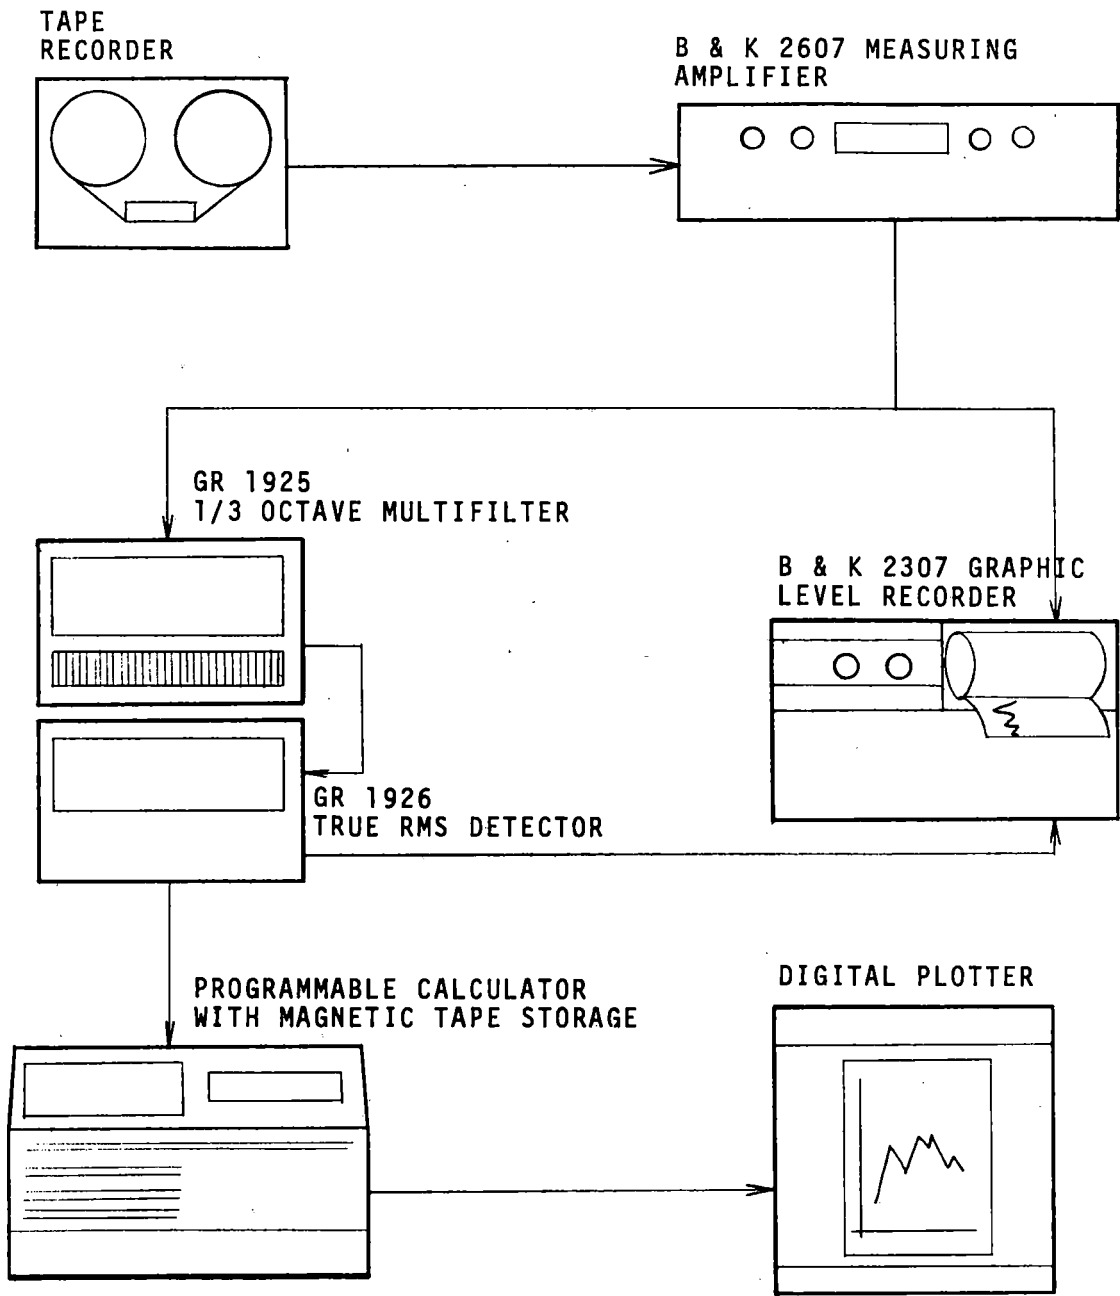 TAPE
RECORDER
B & K 2607 MEASURING
AMPLIFIER
GR 1925
1/3 OCTAVE MULTIFILTER
B & K 2307 GRAPHIC
LEVEL RECORDER
GR 1926
TRUE RMS DETECTOR
PROGRAMMABLE CALCULATOR
WITH MAGNETIC TAPE STORAGE
DIGITAL PLOTTER